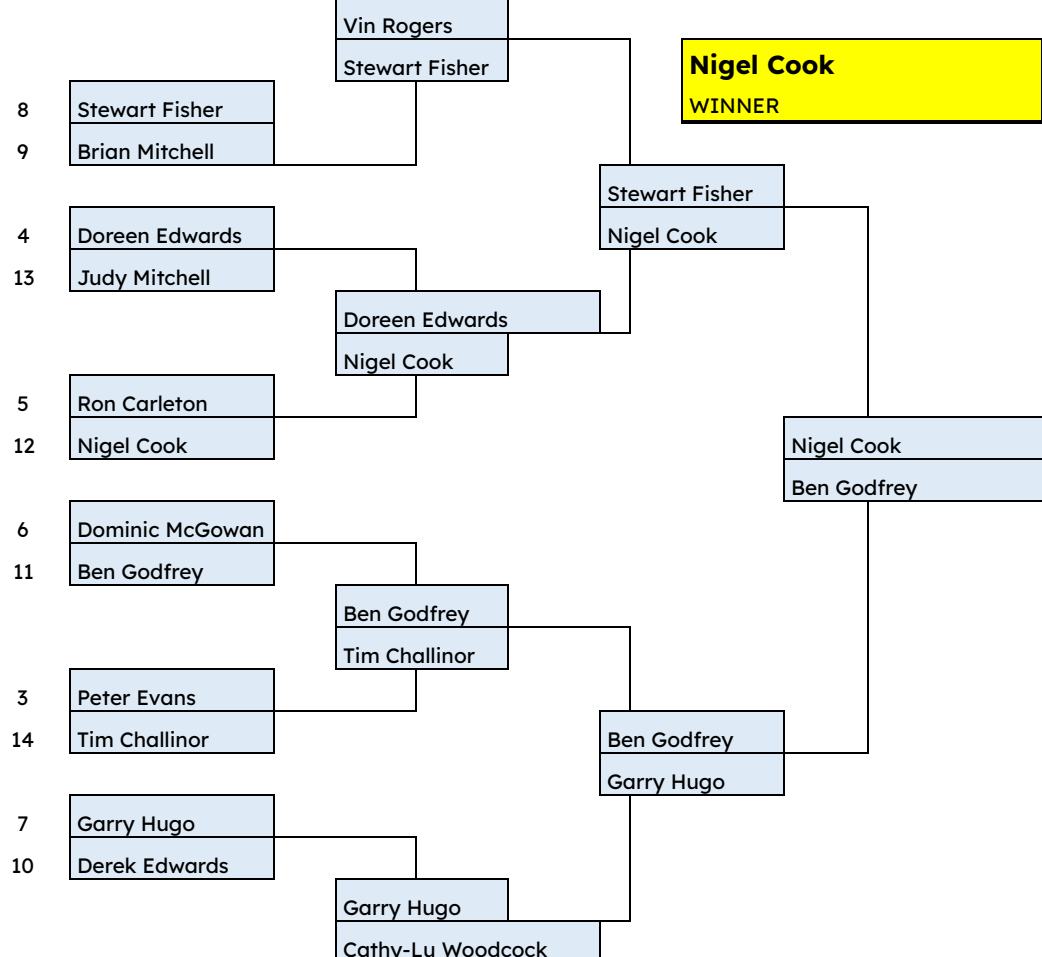 Vin Rogers
Stewart Fisher
Nigel Cook
WINNER
8 Stewart Fisher
9 Brian Mitchell
Stewart Fisher
Nigel Cook
4 Doreen Edwards
13 Judy Mitchell
Doreen Edwards
Nigel Cook
5 Ron Carleton
12 Nigel Cook
Nigel Cook
Ben Godfrey
6 Dominic McGowan
11 Ben Godfrey
Ben Godfrey
Tim Challinor
3 Peter Evans
14 Tim Challinor
Ben Godfrey
Garry Hugo
7 Garry Hugo
10 Derek Edwards
Garry Hugo
Cathy-Lu Woodcock